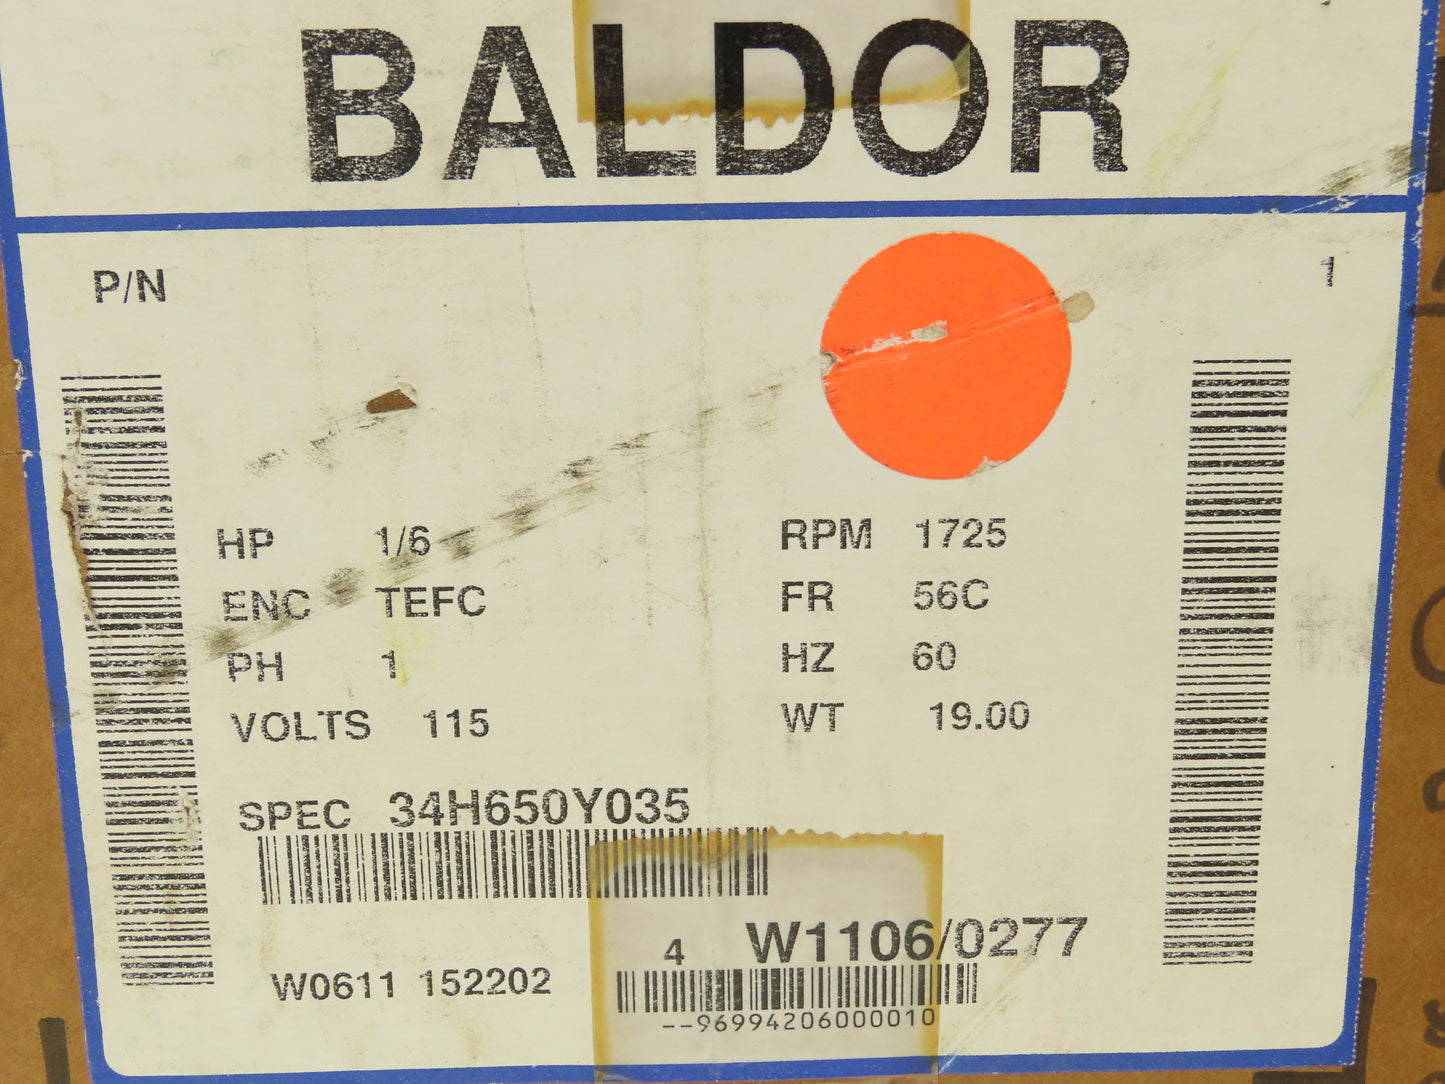 BALDOR
P/N 1
HP 1/6 RPM 1725
ENC TEFC FR 56C
PH 1 HZ 60
VOLTS 115 WT 19.00
SPEC 34H650Y035
4 W1106/0277
W0611 152202
--96994206000010